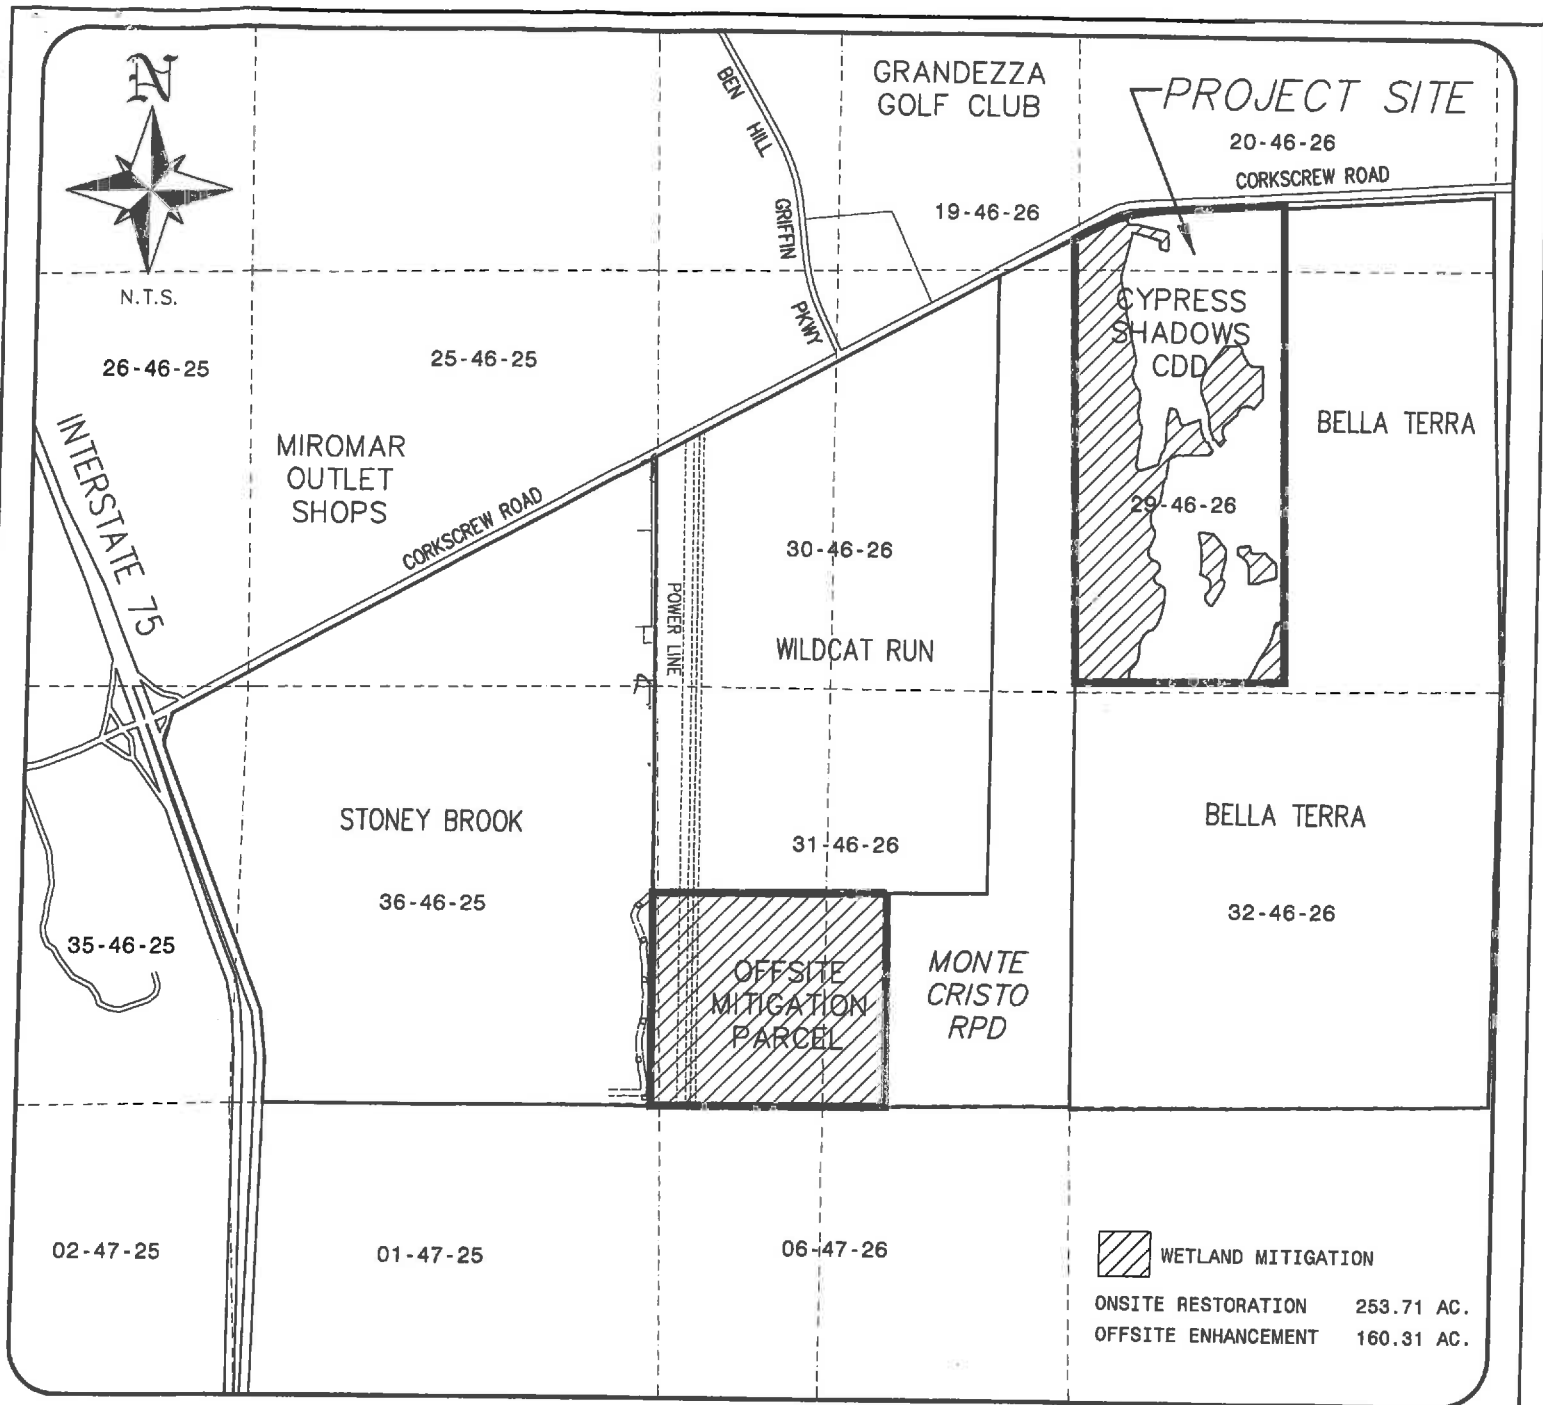 N
N.T.S.
GRANDEZZA
GOLF CLUB
PROJECT SITE
20-46-26
CORKSCREW ROAD
BEN HILL GRIFFIN PKWY
19-46-26
26-46-25
25-46-25
CYPRESS
SHADOWS
CDD
BELLA TERRA
INTERSTATE 75
MIROMAR
OUTLET
SHOPS
CORKSCREW ROAD
29-46-26
30-46-26
POWER LINE
WILDCAT RUN
STONEY BROOK
BELLA TERRA
31-46-26
36-46-25
32-46-26
35-46-25
OFFSITE
MITIGATION
PARCEL
MONTE
CRISTO
RPD
02-47-25
01-47-25
06-47-26
WETLAND MITIGATION
ONSITE RESTORATION 253.71 AC.
OFFSITE ENHANCEMENT 160.31 AC.